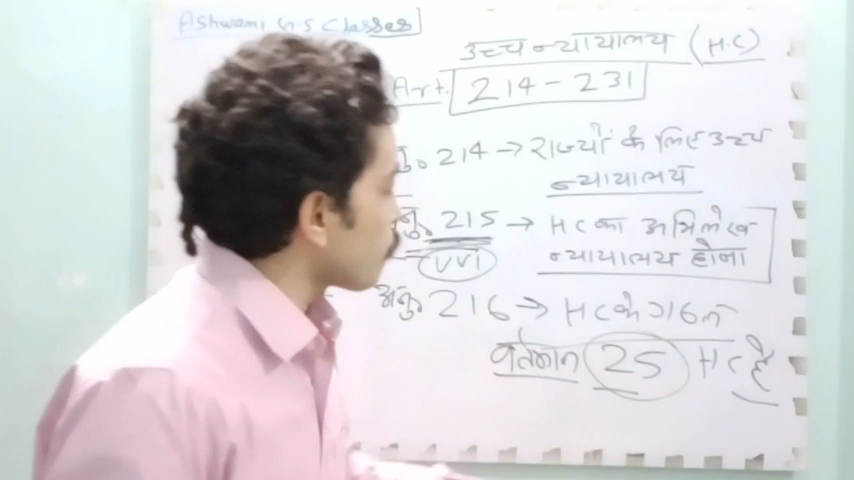 Ashwani G.S Classes
उच्च न्यायालय (H.C)
Art. 214-231
नु. 214 → राज्यों के लिए उच्च
न्यायालय
नु. 215 → HC का अभिलेख
न्यायालय होना
VVI
अनु. 216 → HC के गठन
वर्तमान 25 HC है